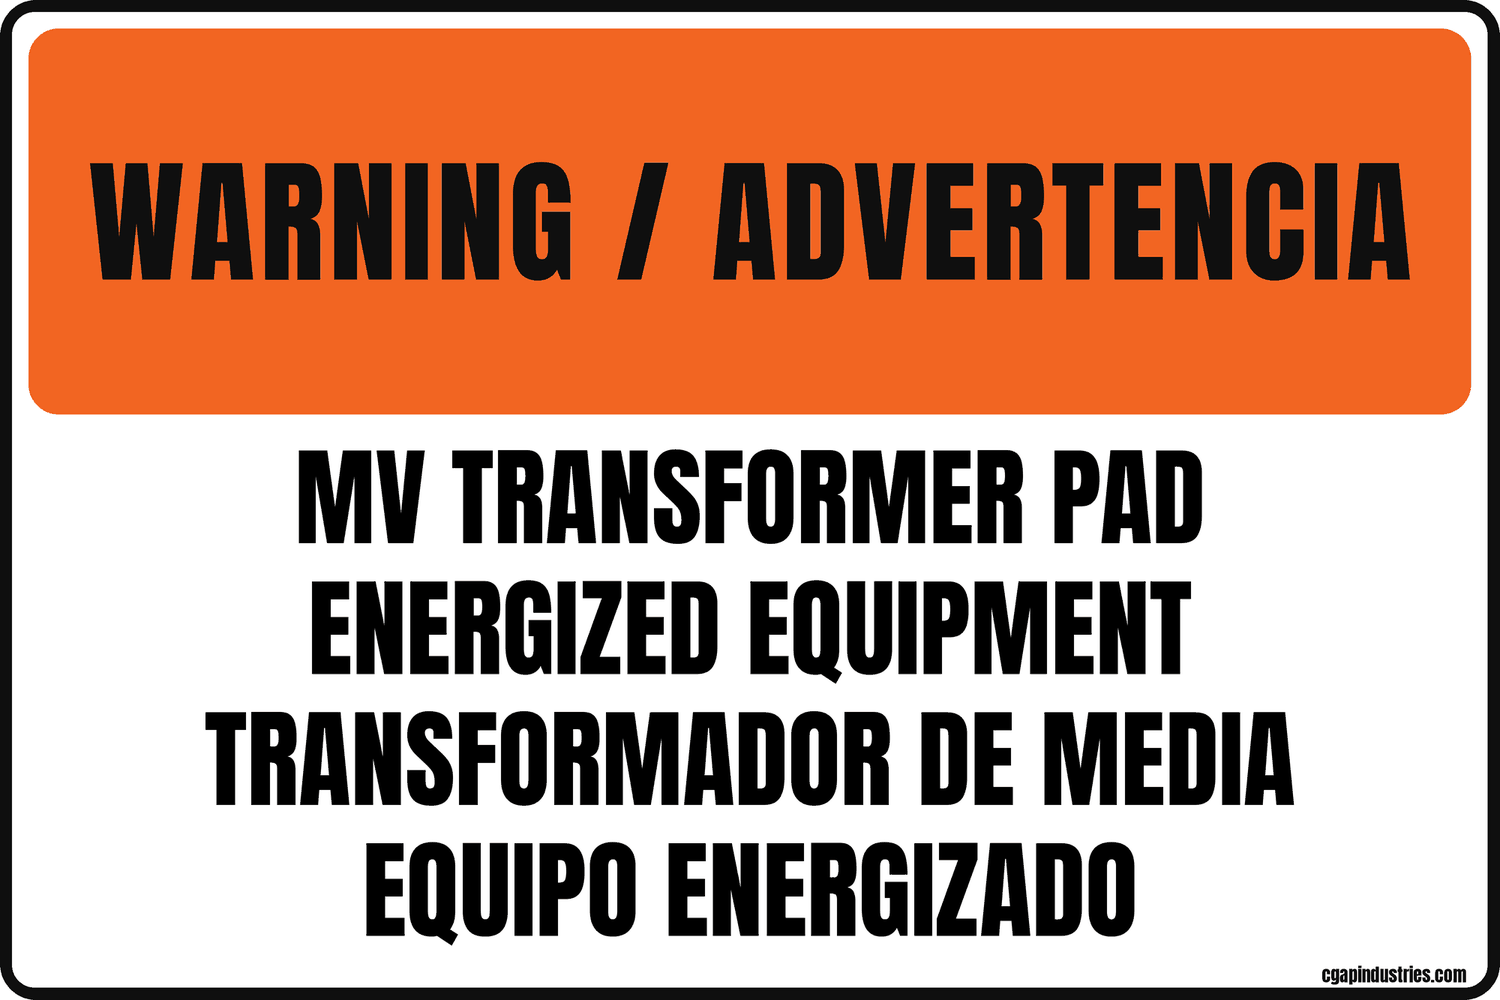 WARNING / ADVERTENCIA
MV TRANSFORMER PAD
ENERGIZED EQUIPMENT
TRANSFORMADOR DE MEDIA
EQUIPO ENERGIZADO
cgapindustries.com